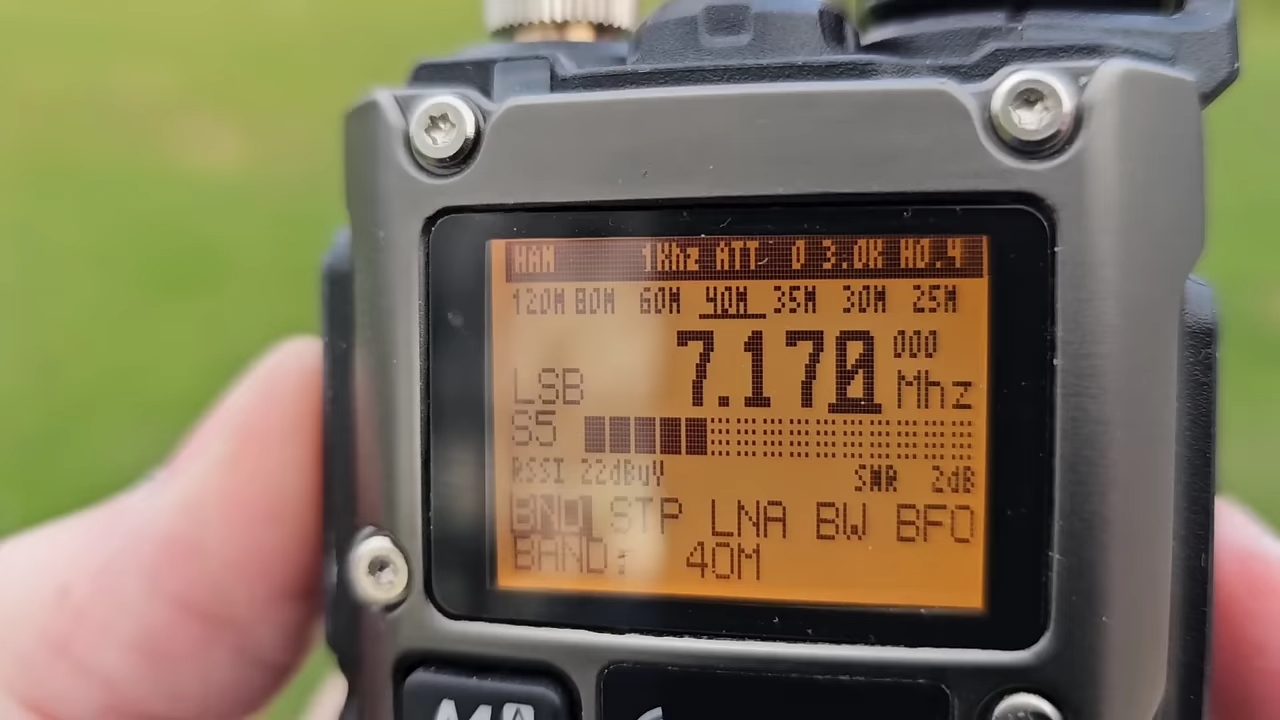 HAM 1Khz ATT 0 3.0K A0.4
120M 80M 60M 40M 35M 30M 25M
7.170 000
LSB Mhz
S5
RSSI 22dBuV SNR 2dB
BND STP LNA BW BFO
BAND: 40M
M A